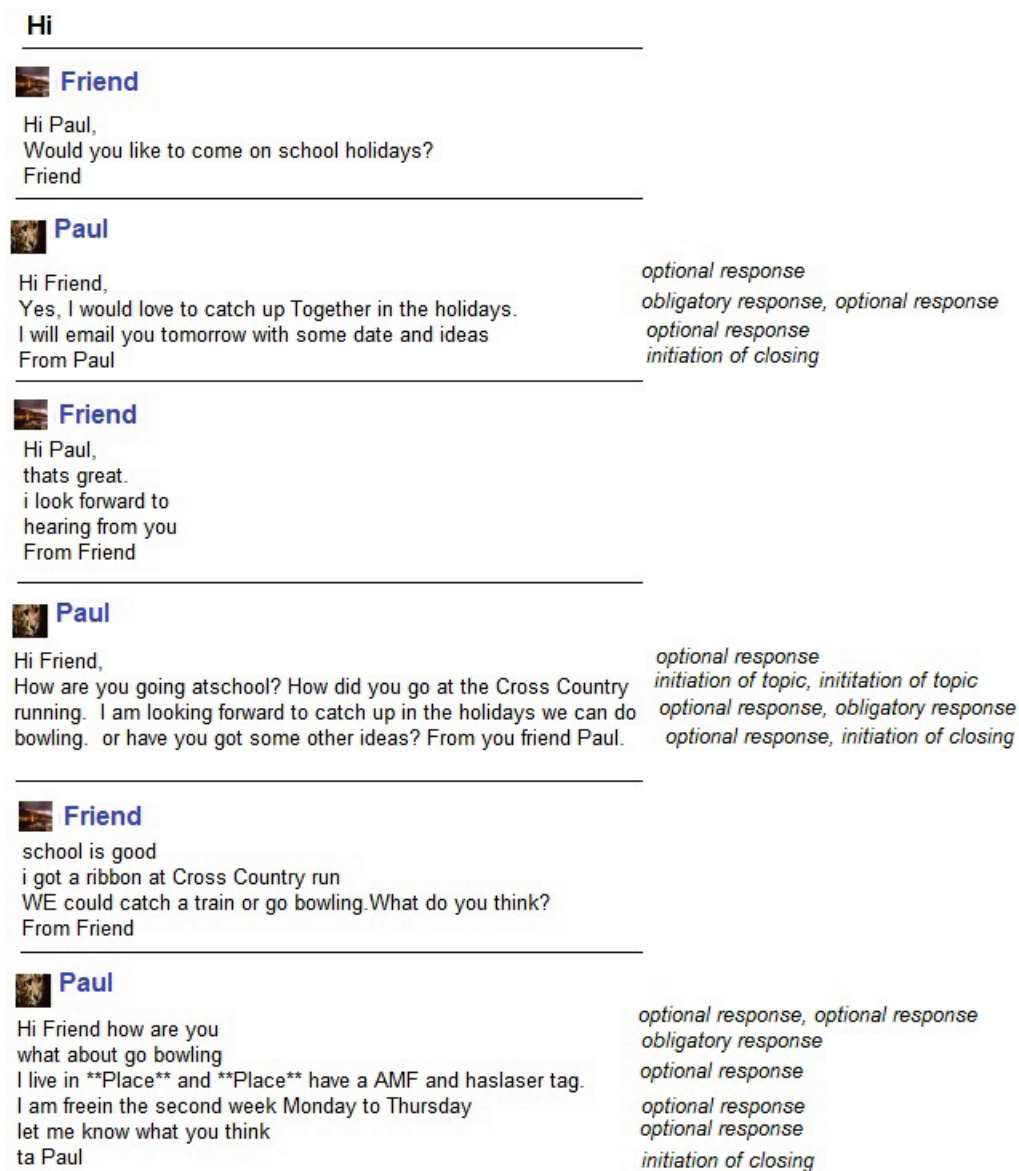 Hi
Friend
Hi Paul,
Would you like to come on school holidays?
Friend
Paul
Hi Friend,
optional response
Yes, I would love to catch up Together in the holidays.
obligatory response, optional response
I will email you tomorrow with some date and ideas
optional response
From Paul
initiation of closing
Friend
Hi Paul,
thats great.
i look forward to
hearing from you
From Friend
Paul
Hi Friend,
optional response
How are you going atschool? How did you go at the Cross Country
initiation of topic, inititation of topic
running. I am looking forward to catch up in the holidays we can do
optional response, obligatory response
bowling. or have you got some other ideas? From you friend Paul.
optional response, initiation of closing
Friend
school is good
i got a ribbon at Cross Country run
WE could catch a train or go bowling.What do you think?
From Friend
Paul
Hi Friend how are you
optional response, optional response
what about go bowling
obligatory response
I live in **Place** and **Place** have a AMF and haslaser tag.
optional response
I am freein the second week Monday to Thursday
optional response
let me know what you think
optional response
ta Paul
initiation of closing